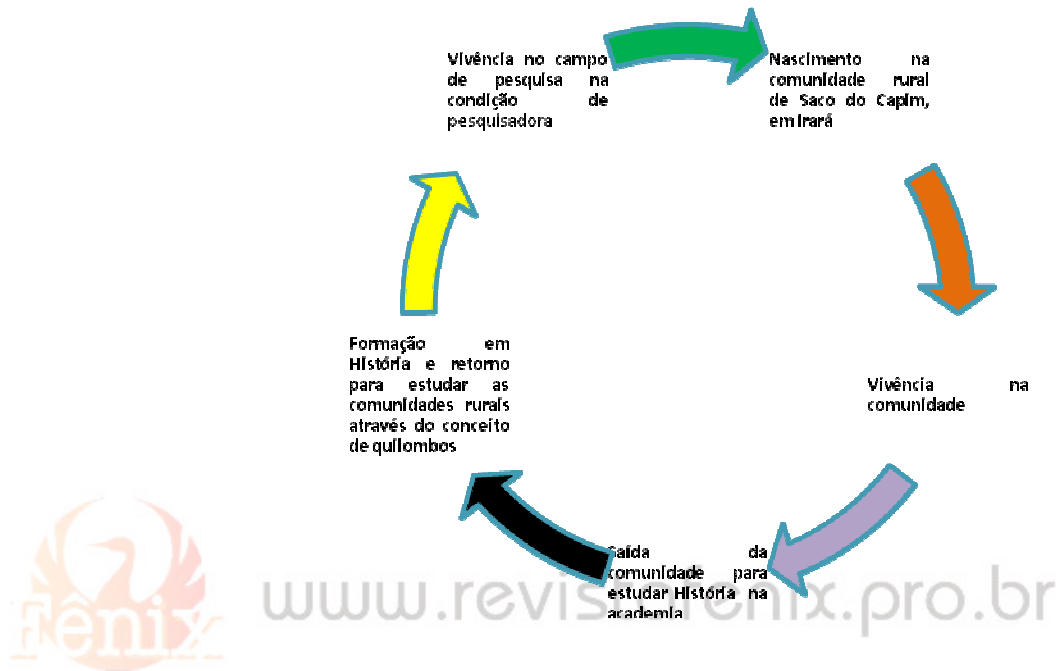 Vivência no campo
de pesquisa na
condição de
pesquisadora
Nascimento na
comunidade rural
de Saco do Capim,
em Irará
Vivência na
comunidade
Saída da
comunidade para
estudar História na
academia
Formação em
História e retorno
para estudar as
comunidades rurais
através do conceito
de quilombos
Fênix
www.revistafenix.pro.br